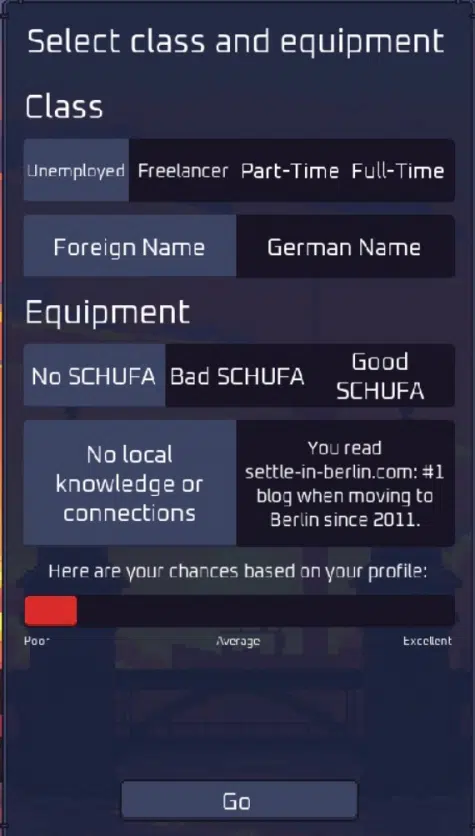 Select class and equipment
Class
Unemployed Freelancer Part-Time Full-Time
Foreign Name German Name
Equipment
No SCHUFA Bad SCHUFA Good
SCHUFA
No local
knowledge or
connections
You read
settle-in-berlin.com: #1
blog when moving to
Berlin since 2011.
Here are your chances based on your profile:
Poor Average Excellent
Go